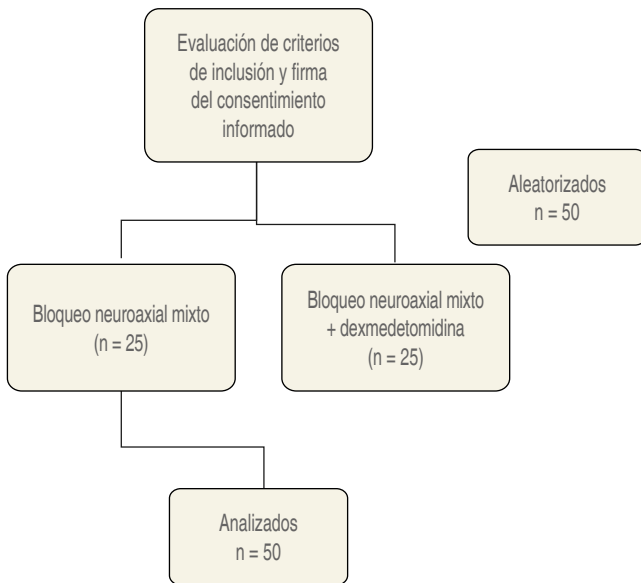 Evaluación de criterios
de inclusión y firma
del consentimiento
informado
Aleatorizados
n = 50
Bloqueo neuroaxial mixto
(n = 25)
Bloqueo neuroaxial mixto
+ dexmedetomidina
(n = 25)
Analizados
n = 50